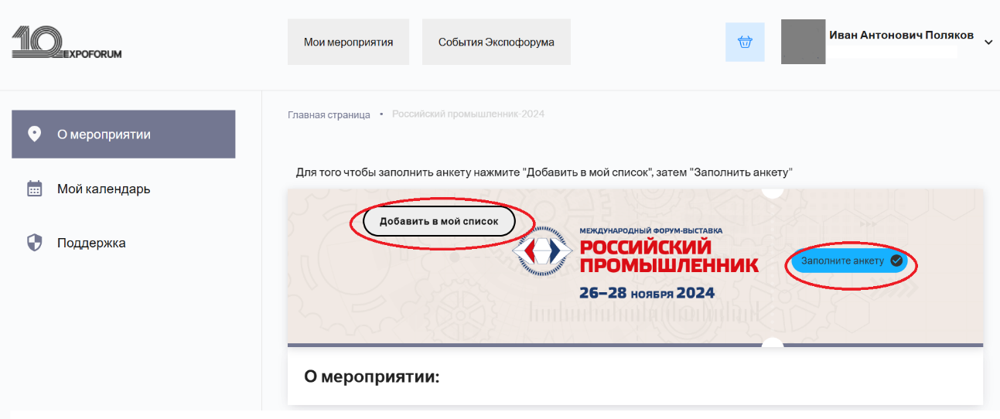 10 EXPOFORUM
Мои мероприятия
События Экспофорума
Иван Антонович Поляков
О мероприятии
Мой календарь
Поддержка
Главная страница • Российский промышленник-2024
Для того чтобы заполнить анкету нажмите "Добавить в мой список", затем "Заполнить анкету"
Добавить в мой список
МЕЖДУНАРОДНЫЙ ФОРУМ-ВЫСТАВКА
РОССИЙСКИЙ
ПРОМЫШЛЕННИК
26–28 НОЯБРЯ 2024
Заполните анкету
О мероприятии: